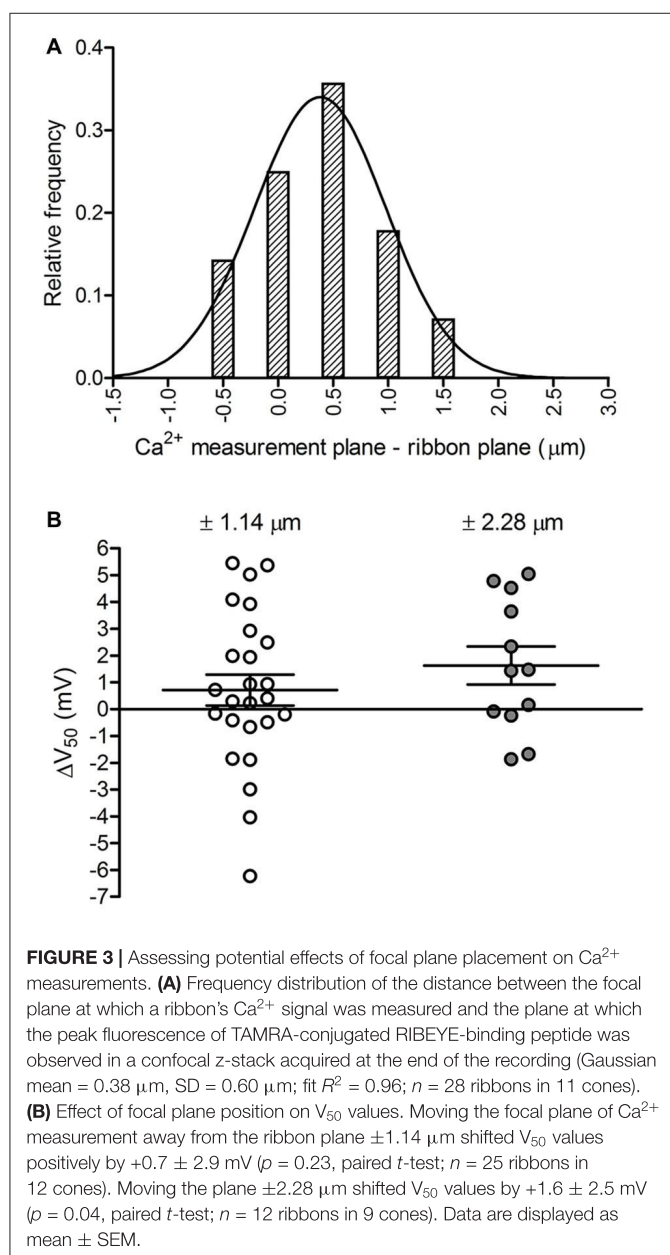 A
0.4
0.3
0.2
0.1
0.0
Relative frequency
-1.5 -1.0 -0.5 0.0 0.5 1.0 1.5 2.0 2.5 3.0
Ca2+ measurement plane - ribbon plane (μm)
B
± 1.14 μm ± 2.28 μm
6
5
4
3
2
1
0
-1
-2
-3
-4
-5
-6
-7
ΔV50 (mV)
FIGURE 3 | Assessing potential effects of focal plane placement on Ca2+
measurements. (A) Frequency distribution of the distance between the focal
plane at which a ribbon's Ca2+ signal was measured and the plane at which
the peak fluorescence of TAMRA-conjugated RIBEYE-binding peptide was
observed in a confocal z-stack acquired at the end of the recording (Gaussian
mean = 0.38 μm, SD = 0.60 μm; fit R2 = 0.96; n = 28 ribbons in 11 cones).
(B) Effect of focal plane position on V50 values. Moving the focal plane of Ca2+
measurement away from the ribbon plane ±1.14 μm shifted V50 values
positively by +0.7 ± 2.9 mV (p = 0.23, paired t-test; n = 25 ribbons in
12 cones). Moving the plane ±2.28 μm shifted V50 values by +1.6 ± 2.5 mV
(p = 0.04, paired t-test; n = 12 ribbons in 9 cones). Data are displayed as
mean ± SEM.